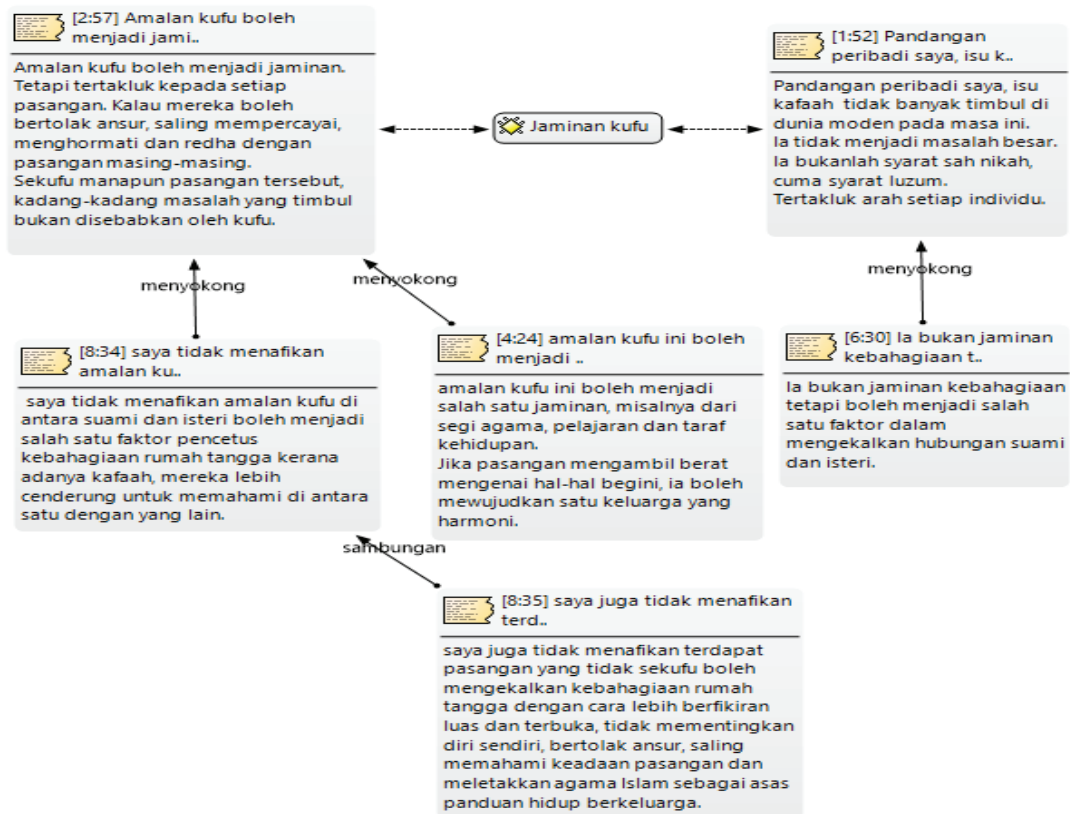 [2:57] Amalan kufu boleh
menjadi jami..
Amalan kufu boleh menjadi jaminan.
Tetapi tertakluk kepada setiap
pasangan. Kalau mereka boleh
bertolak ansur, saling mempercayai,
menghormati dan redha dengan
pasangan masing-masing.
Sekufu manapun pasangan tersebut,
kadang-kadang masalah yang timbul
bukan disebabkan oleh kufu.
Jaminan kufu
[1:52] Pandangan
peribadi saya, isu k..
Pandangan peribadi saya, isu
kafaah tidak banyak timbul di
dunia moden pada masa ini.
Ia tidak menjadi masalah besar.
Ia bukanlah syarat sah nikah,
cuma syarat luzum.
Tertakluk arah setiap individu.
menyokong
menyokong
menyokong
[8:34] saya tidak menafikan
amalan ku..
saya tidak menafikan amalan kufu di
antara suami dan isteri boleh menjadi
salah satu faktor pencetus
kebahagiaan rumah tangga kerana
adanya kafaah, mereka lebih
cenderung untuk memahami di antara
satu dengan yang lain.
[4:24] amalan kufu ini boleh
menjadi ..
amalan kufu ini boleh menjadi
salah satu jaminan, misalnya dari
segi agama, pelajaran dan taraf
kehidupan.
Jika pasangan mengambil berat
mengenai hal-hal begini, ia boleh
mewujudkan satu keluarga yang
harmoni.
[6:30] Ia bukan jaminan
kebahagiaan t..
Ia bukan jaminan kebahagiaan
tetapi boleh menjadi salah
satu faktor dalam
mengekalkan hubungan suami
dan isteri.
sambungan
[8:35] saya juga tidak menafikan
terd..
saya juga tidak menafikan terdapat
pasangan yang tidak sekufu boleh
mengekalkan kebahagiaan rumah
tangga dengan cara lebih berfikiran
luas dan terbuka, tidak mementingkan
diri sendiri, bertolak ansur, saling
memahami keadaan pasangan dan
meletakkan agama Islam sebagai asas
panduan hidup berkeluarga.